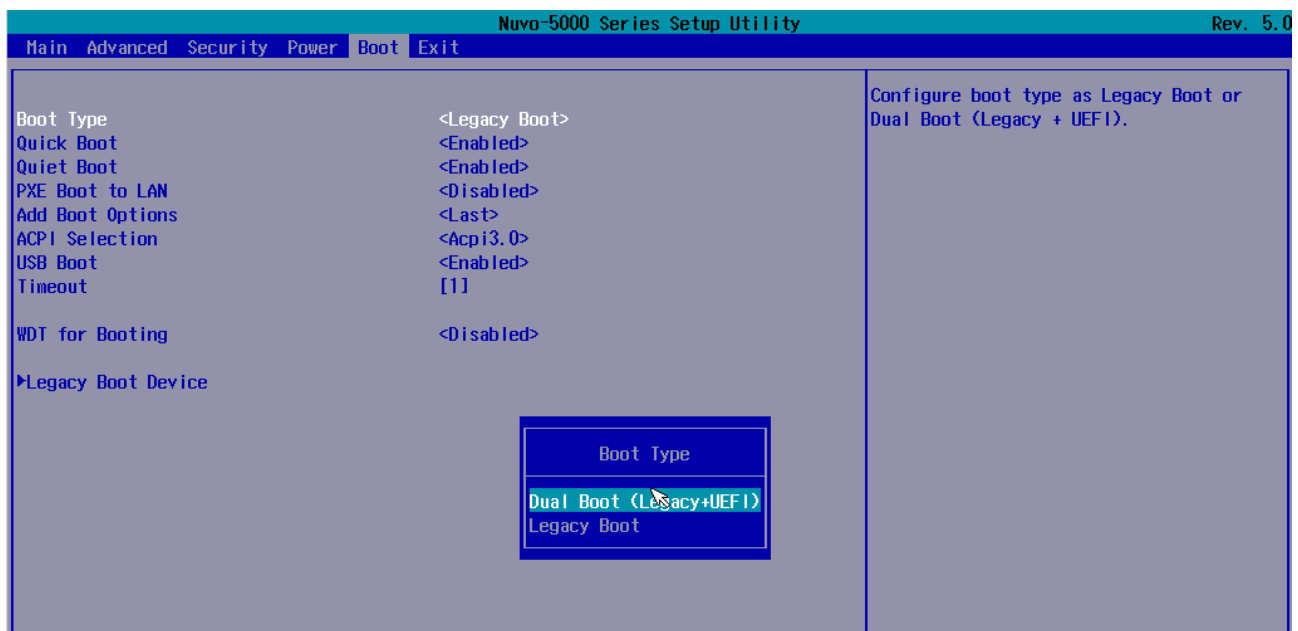 Nuvo-5000 Series Setup Utility Rev. 5.0
Main Advanced Security Power Boot Exit
Configure boot type as Legacy Boot or
Dual Boot (Legacy + UEFI).
Boot Type <Legacy Boot>
Quick Boot <Enabled>
Quiet Boot <Enabled>
PXE Boot to LAN <Disabled>
Add Boot Options <Last>
ACPI Selection <Acpi3.0>
USB Boot <Enabled>
Timeout [1]
WDT for Booting <Disabled>
Legacy Boot Device
Boot Type
Dual Boot (Legacy+UEFI)
Legacy Boot